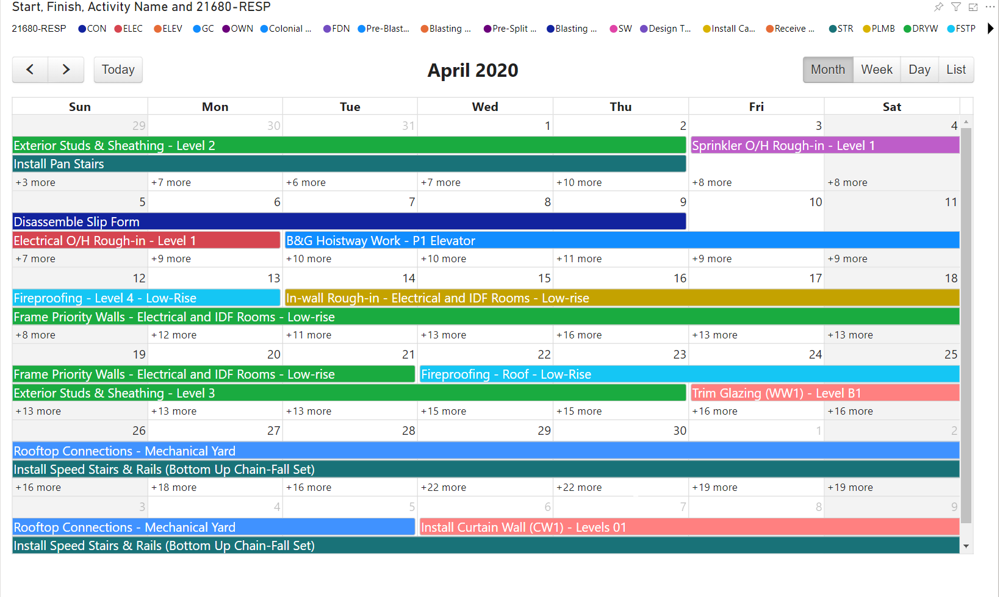 Start, Finish, Activity Name and 21680-RESP
21680-RESP CON ELEC ELEV GC OWN Colonial ... FDN Pre-Blast... Blasting ... Pre-Split ... Blasting ... SW Design T... Install Ca... Receive ... STR PLMB DRYW FSTP
Today April 2020 Month Week Day List
Sun Mon Tue Wed Thu Fri Sat
29 30 31 1 2 3 4
Exterior Studs & Sheathing - Level 2 Sprinkler O/H Rough-in - Level 1
Install Pan Stairs
+3 more +7 more +6 more +7 more +10 more +8 more +8 more
5 6 7 8 9 10 11
Disassemble Slip Form
Electrical O/H Rough-in - Level 1 B&G Hoistway Work - P1 Elevator
+7 more +9 more +10 more +10 more +11 more +9 more +9 more
12 13 14 15 16 17 18
Fireproofing - Level 4 - Low-Rise In-wall Rough-in - Electrical and IDF Rooms - Low-rise
Frame Priority Walls - Electrical and IDF Rooms - Low-rise
+8 more +12 more +11 more +13 more +16 more +13 more +13 more
19 20 21 22 23 24 25
Frame Priority Walls - Electrical and IDF Rooms - Low-rise Fireproofing - Roof - Low-Rise
Exterior Studs & Sheathing - Level 3 Trim Glazing (WW1) - Level B1
+13 more +13 more +13 more +15 more +15 more +16 more +16 more
26 27 28 29 30 1 2
Rooftop Connections - Mechanical Yard
Install Speed Stairs & Rails (Bottom Up Chain-Fall Set)
+16 more +18 more +16 more +22 more +22 more +19 more +19 more
3 4 5 6 7 8 9
Rooftop Connections - Mechanical Yard Install Curtain Wall (CW1) - Levels 01
Install Speed Stairs & Rails (Bottom Up Chain-Fall Set)